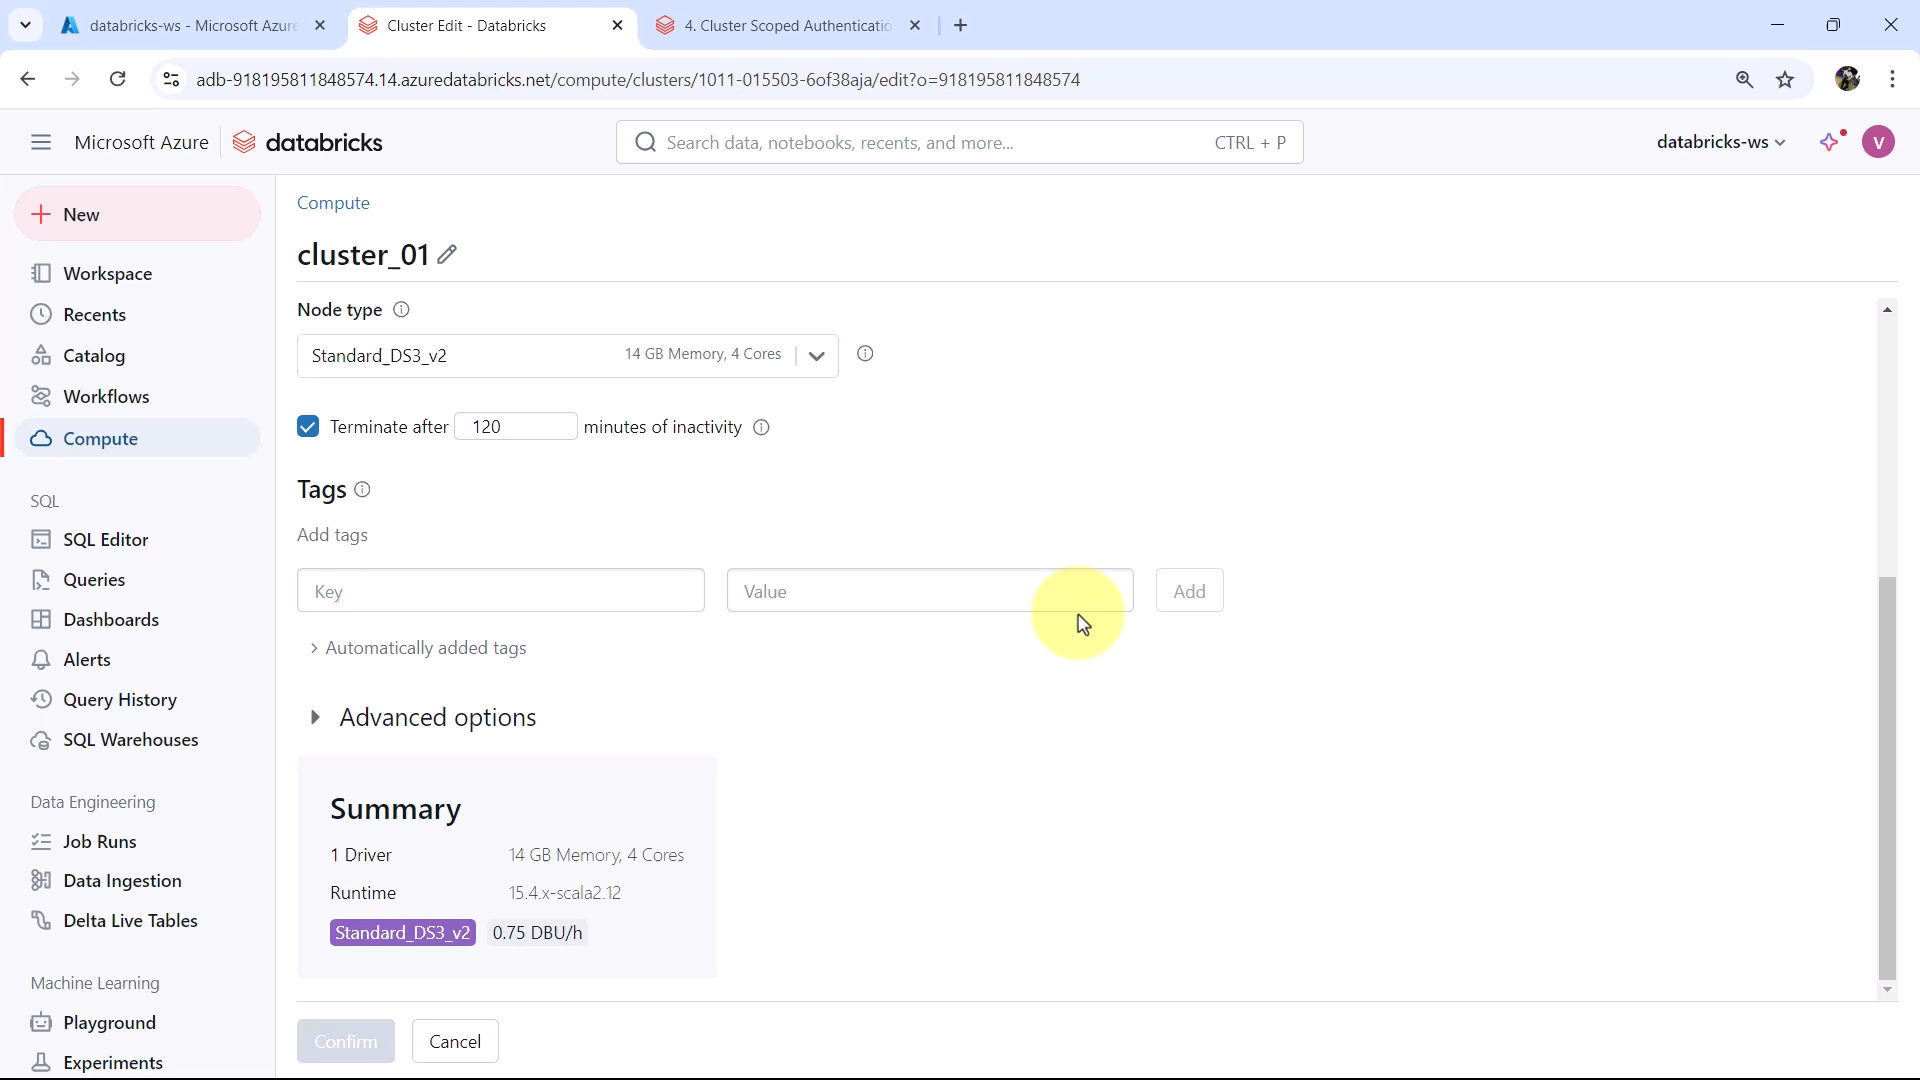 databricks-ws - Microsoft Azure
Cluster Edit - Databricks
4. Cluster Scoped Authenticatio
adb-918195811848574.14.azuredatabricks.net/compute/clusters/1011-015503-6of38aja/edit?o=918195811848574
Microsoft Azure
databricks
Search data, notebooks, recents, and more...
CTRL + P
databricks-ws
V
New
Workspace
Recents
Catalog
Workflows
Compute
SQL
SQL Editor
Queries
Dashboards
Alerts
Query History
SQL Warehouses
Data Engineering
Job Runs
Data Ingestion
Delta Live Tables
Machine Learning
Playground
Experiments
Compute
cluster_01
Node type
Standard_DS3_v2 14 GB Memory, 4 Cores
Terminate after 120 minutes of inactivity
Tags
Add tags
Key Value Add
Automatically added tags
Advanced options
Summary
1 Driver 14 GB Memory, 4 Cores
Runtime 15.4.x-scala2.12
Standard_DS3_v2 0.75 DBU/h
Confirm Cancel